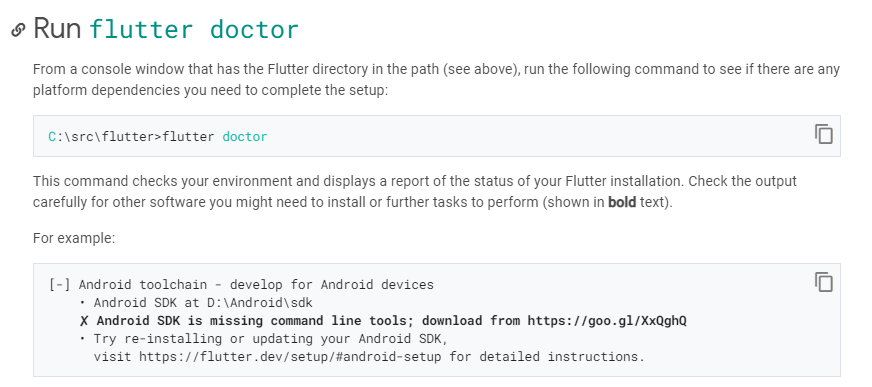 Run flutter doctor
From a console window that has the Flutter directory in the path (see above), run the following command to see if there are any
platform dependencies you need to complete the setup:
C:\src\flutter>flutter doctor
This command checks your environment and displays a report of the status of your Flutter installation. Check the output
carefully for other software you might need to install or further tasks to perform (shown in bold text).
For example:
[-] Android toolchain - develop for Android devices
• Android SDK at D:\Android\sdk
✗ Android SDK is missing command line tools; download from https://goo.gl/XxQghQ
• Try re-installing or updating your Android SDK,
visit https://flutter.dev/setup/#android-setup for detailed instructions.